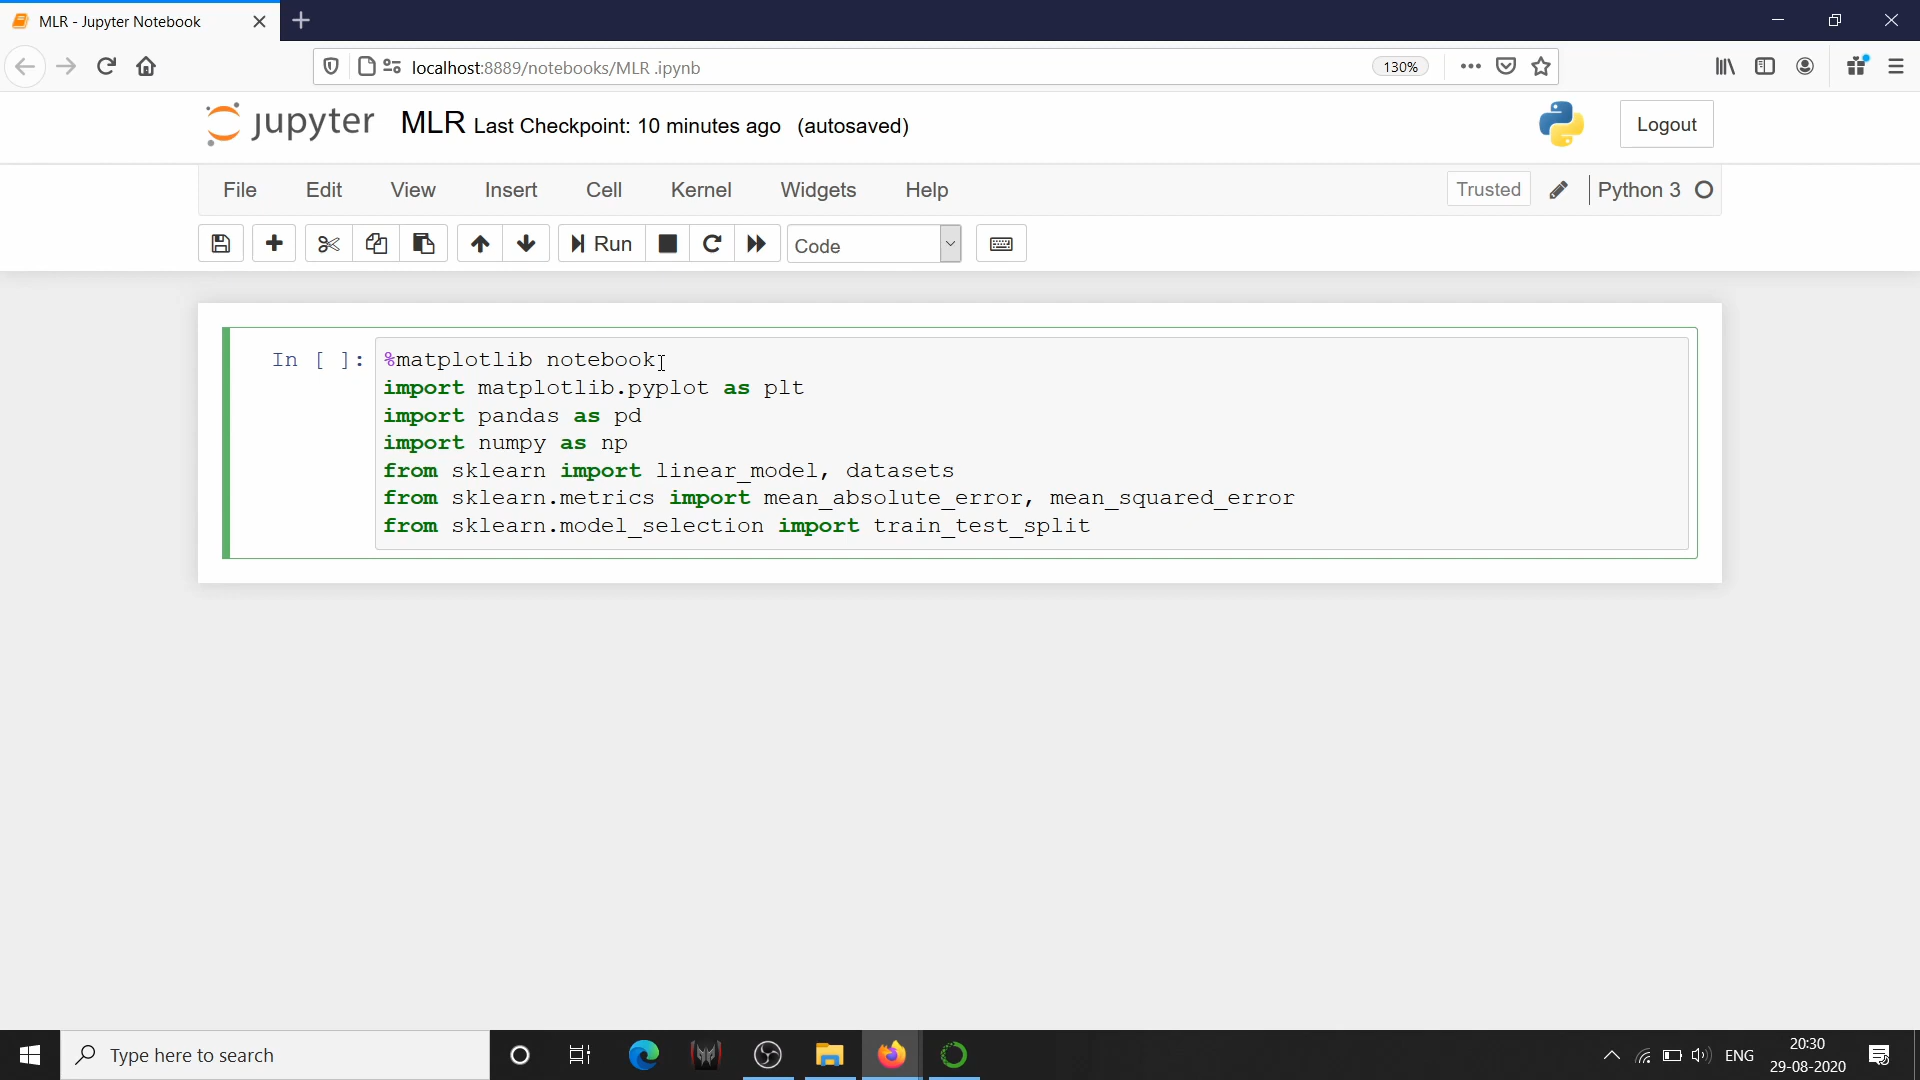 MLR - Jupyter Notebook
localhost:8889/notebooks/MLR .ipynb
130%
jupyter MLR Last Checkpoint: 10 minutes ago (autosaved)
Logout
File Edit View Insert Cell Kernel Widgets Help
Trusted Python 3
Run Code
In [ ]: %matplotlib notebook
import matplotlib.pyplot as plt
import pandas as pd
import numpy as np
from sklearn import linear_model, datasets
from sklearn.metrics import mean_absolute_error, mean_squared_error
from sklearn.model_selection import train_test_split
Type here to search
ENG
20:30
29-08-2020